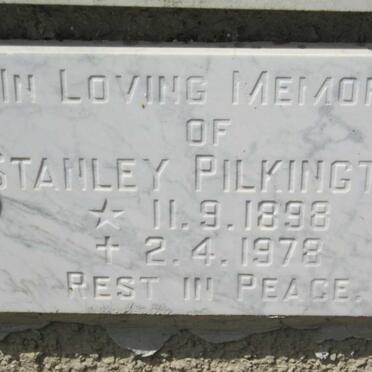 IN LOVING MEMOR
OF
STANLEY PILKINGT
☆ 11.9.1898
✝ 2.4.1978
REST IN PEACE.